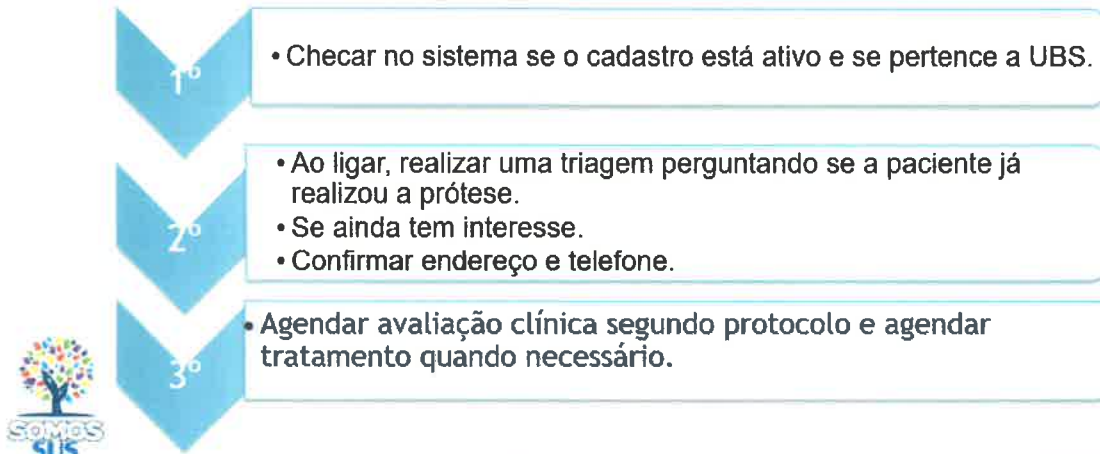 1º
• Checar no sistema se o cadastro está ativo e se pertence a UBS.
2º
• Ao ligar, realizar uma triagem perguntando se a paciente já
realizou a prótese.
• Se ainda tem interesse.
• Confirmar endereço e telefone.
3º
• Agendar avaliação clínica segundo protocolo e agendar
tratamento quando necessário.
SOMOS
SUS